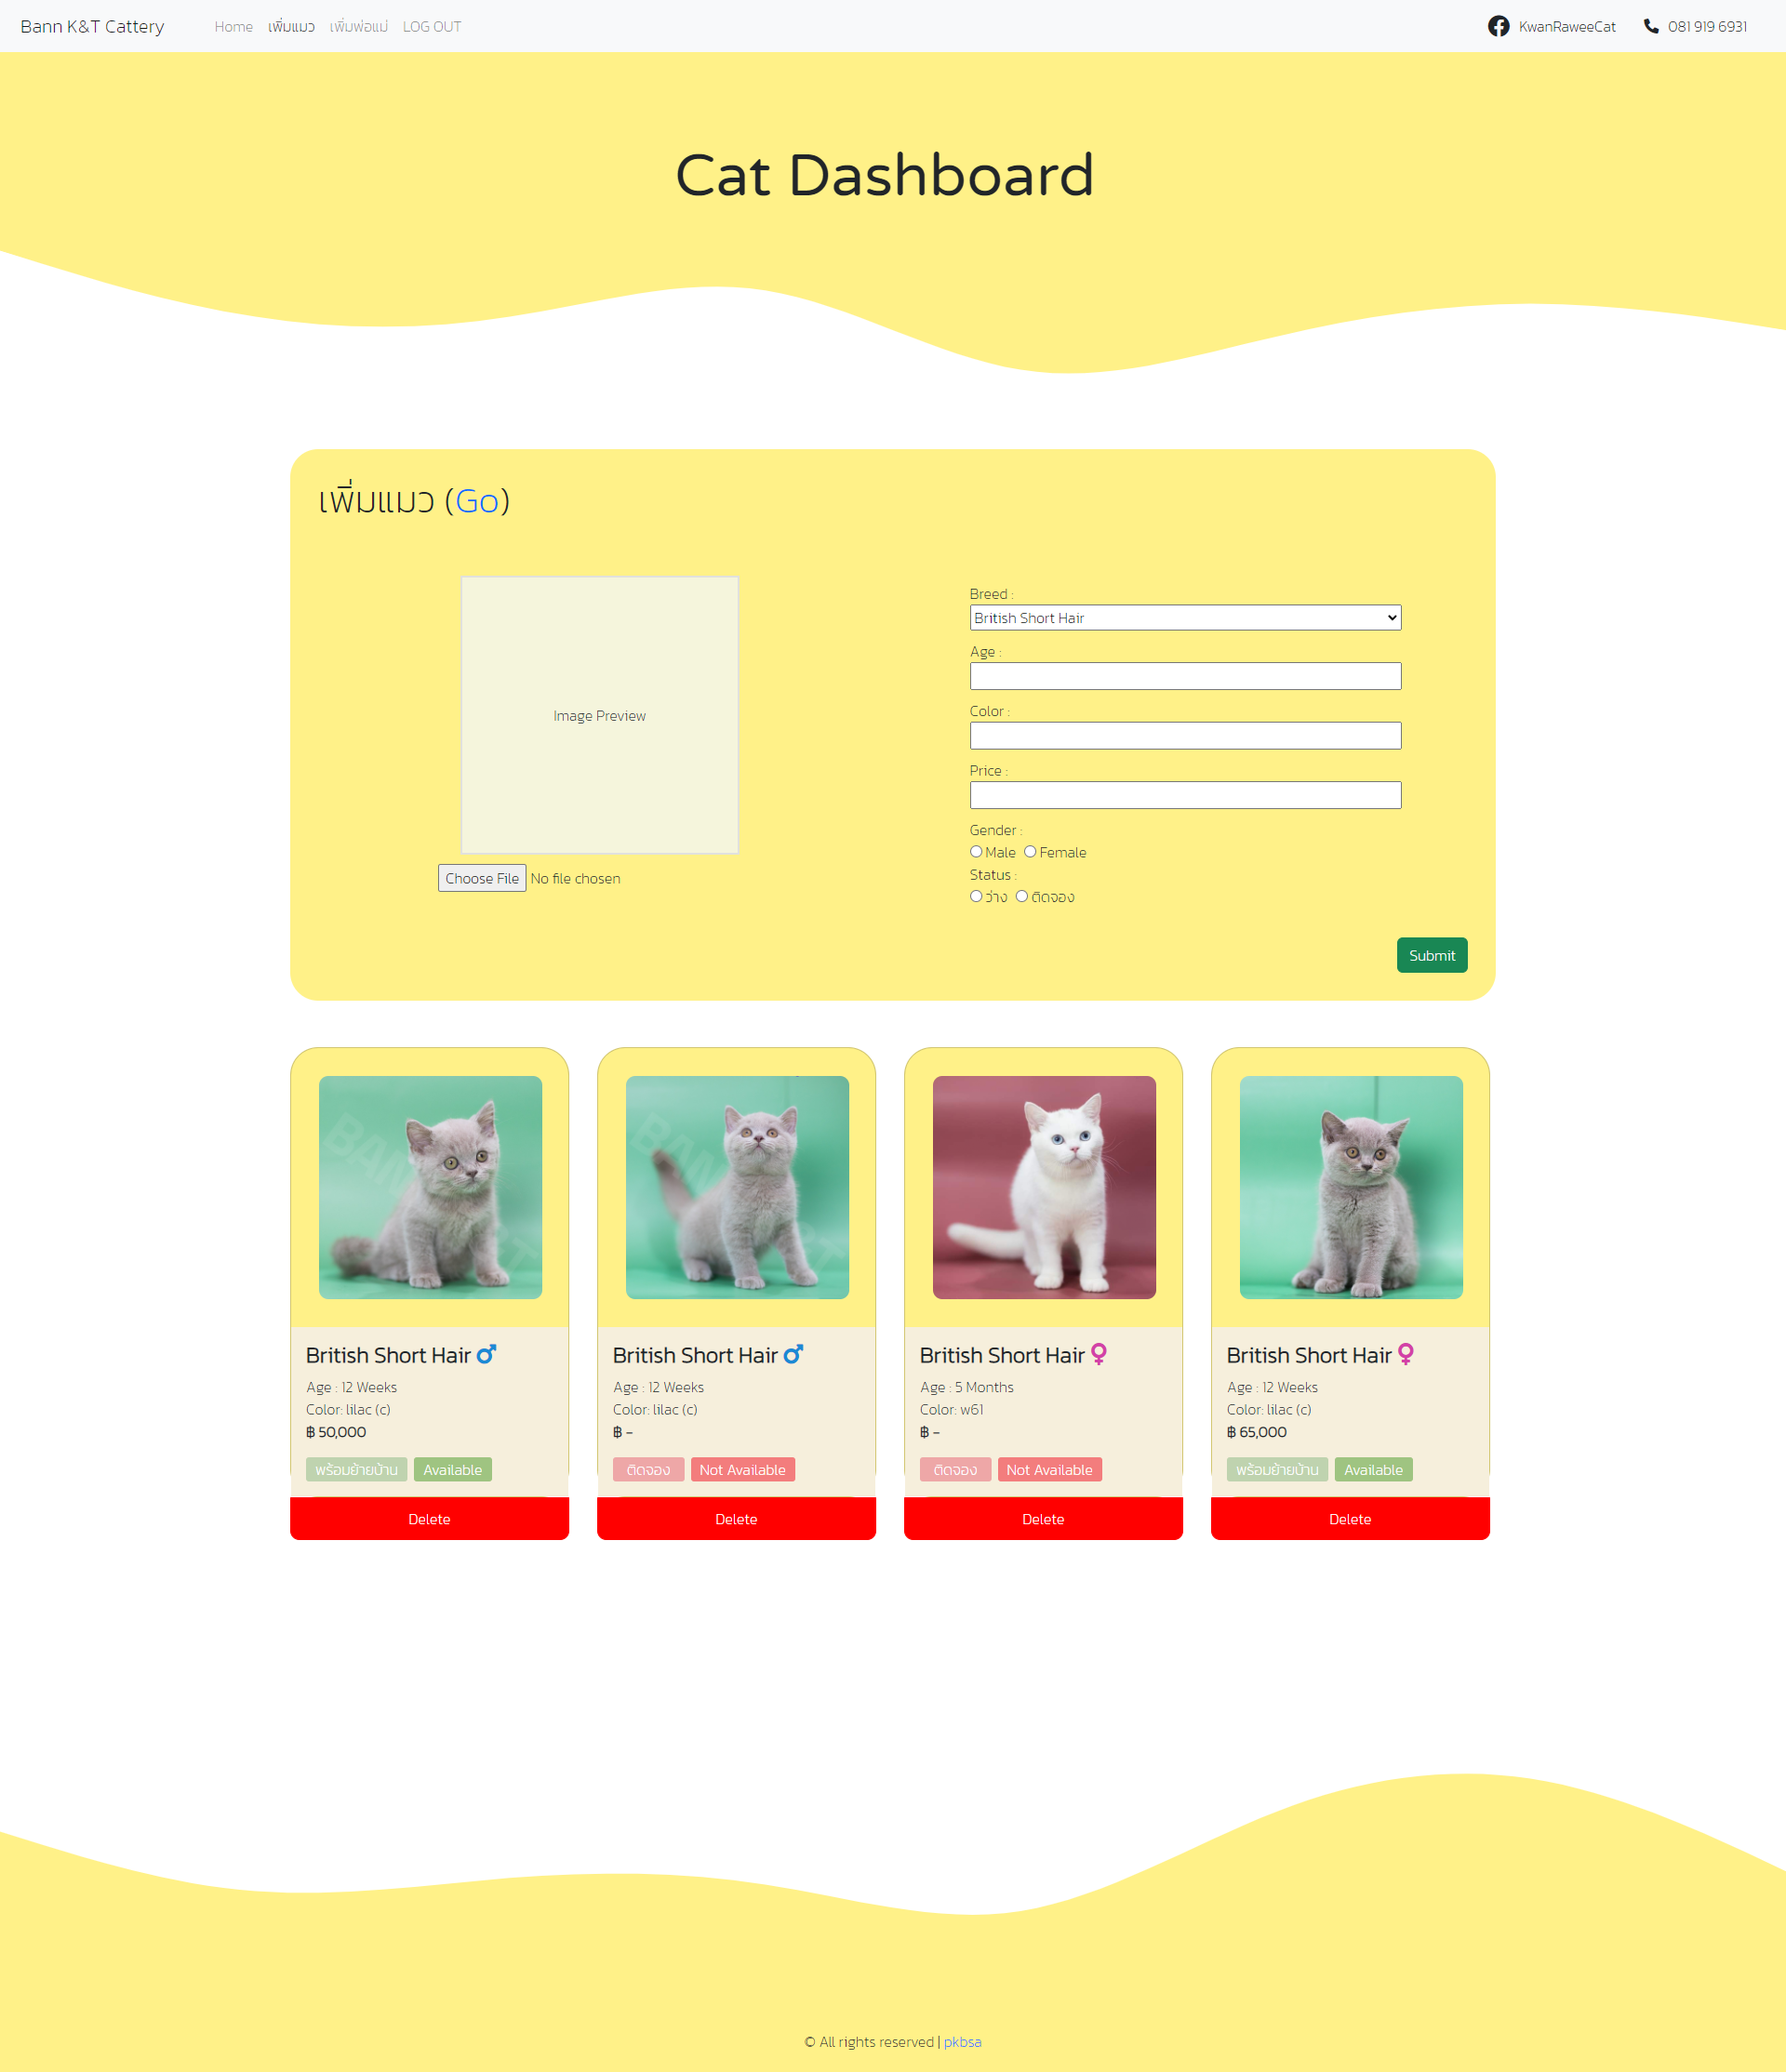 Bann K&T Cattery Home เพิ่มแมว เพิ่มพ่อแม่ LOG OUT KwanRaweeCat 081 919 6931
Cat Dashboard
เพิ่มแมว (Go)
Image Preview
Choose File No file chosen
Breed :
British Short Hair
Age :
Color :
Price :
Gender :
Male Female
Status :
ว่าง ติดจอง
Submit
British Short Hair ♂
Age : 12 Weeks
Color: lilac (c)
฿ 50,000
พร้อมย้ายบ้าน Available
Delete
British Short Hair ♂
Age : 12 Weeks
Color: lilac (c)
฿ -
ติดจอง Not Available
Delete
British Short Hair ♀
Age : 5 Months
Color: w61
฿ -
ติดจอง Not Available
Delete
British Short Hair ♀
Age : 12 Weeks
Color: lilac (c)
฿ 65,000
พร้อมย้ายบ้าน Available
Delete
© All rights reserved | pkbsa